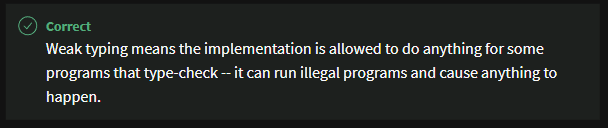 Correct
Weak typing means the implementation is allowed to do anything for some
programs that type-check -- it can run illegal programs and cause anything to
happen.